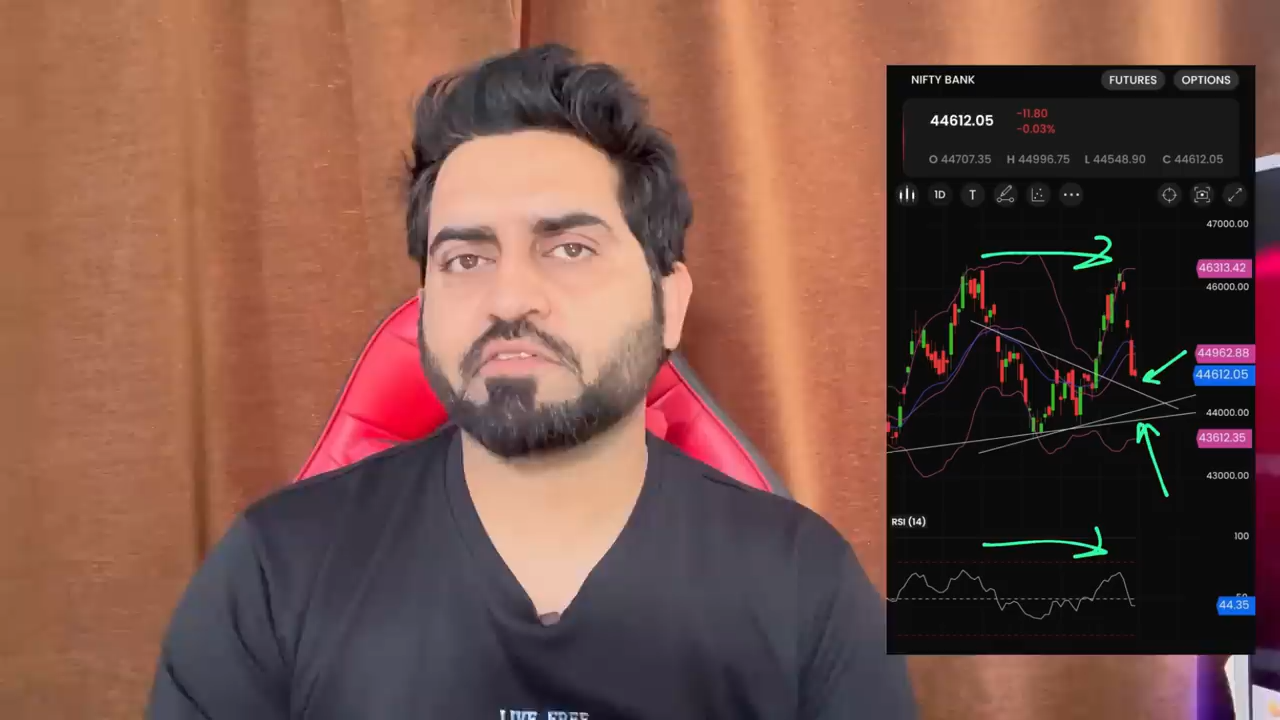 NIFTY BANK FUTURES OPTIONS
44612.05 -11.80
-0.03%
O 44707.35 H 44996.75 L 44548.90 C 44612.05
1D T
47000.00
46313.42
46000.00
44962.88
44612.05
44000.00
43612.35
43000.00
RSI (14)
100
50
44.35
LIVE FREE